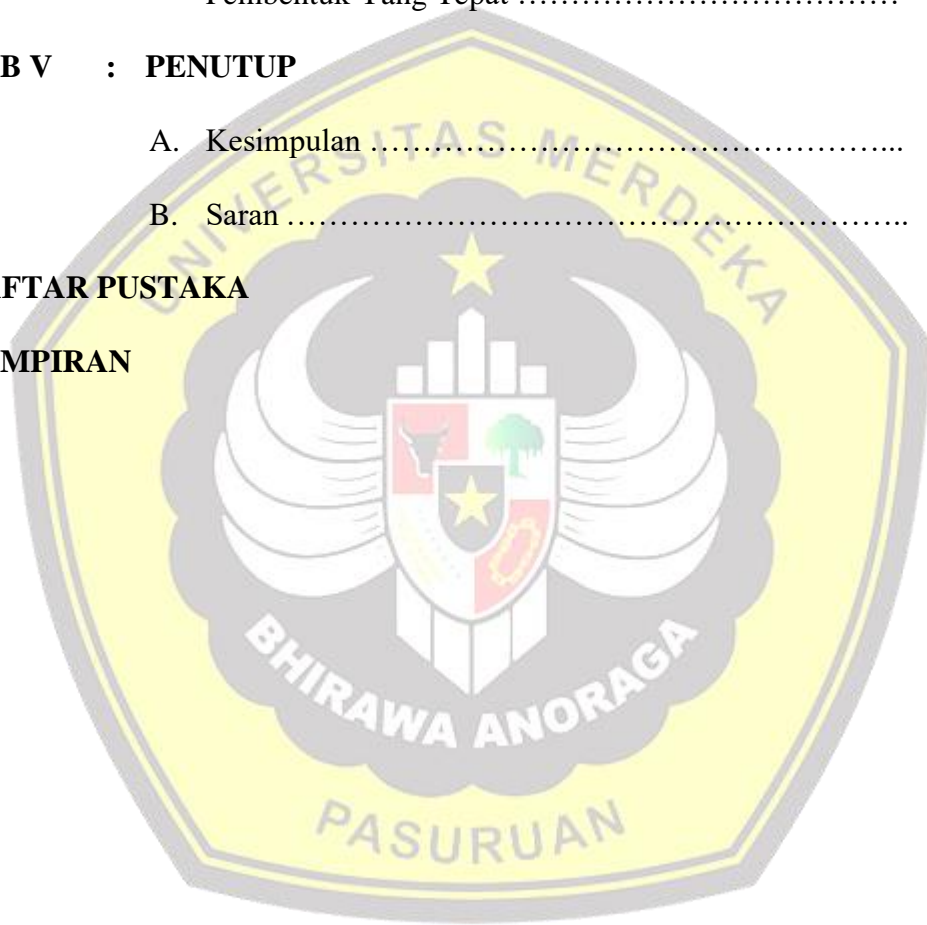 Pembentuk Yang Tepat ………………………………
B V : PENUTUP
A. Kesimpulan …………………………………………...
B. Saran …………………………………………………..
FTAR PUSTAKA
MPIRAN
UNIVERSITAS MERDEKA
BHIRAWA ANORAGA
PASURUAN